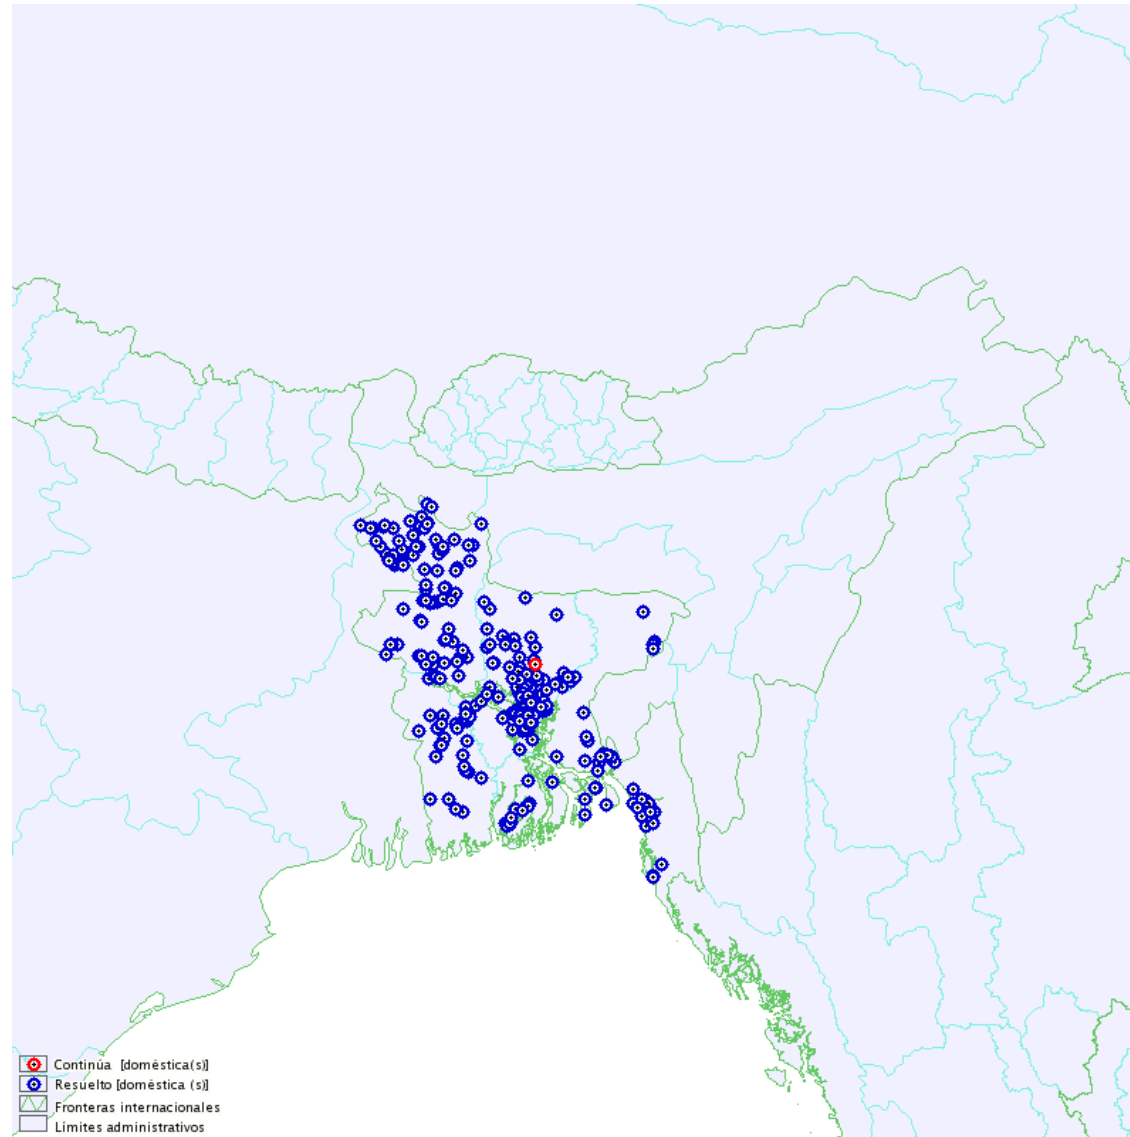 Continúa [doméstica(s)]
Resuelto [doméstica (s)]
Fronteras internacionales
Límites administrativos